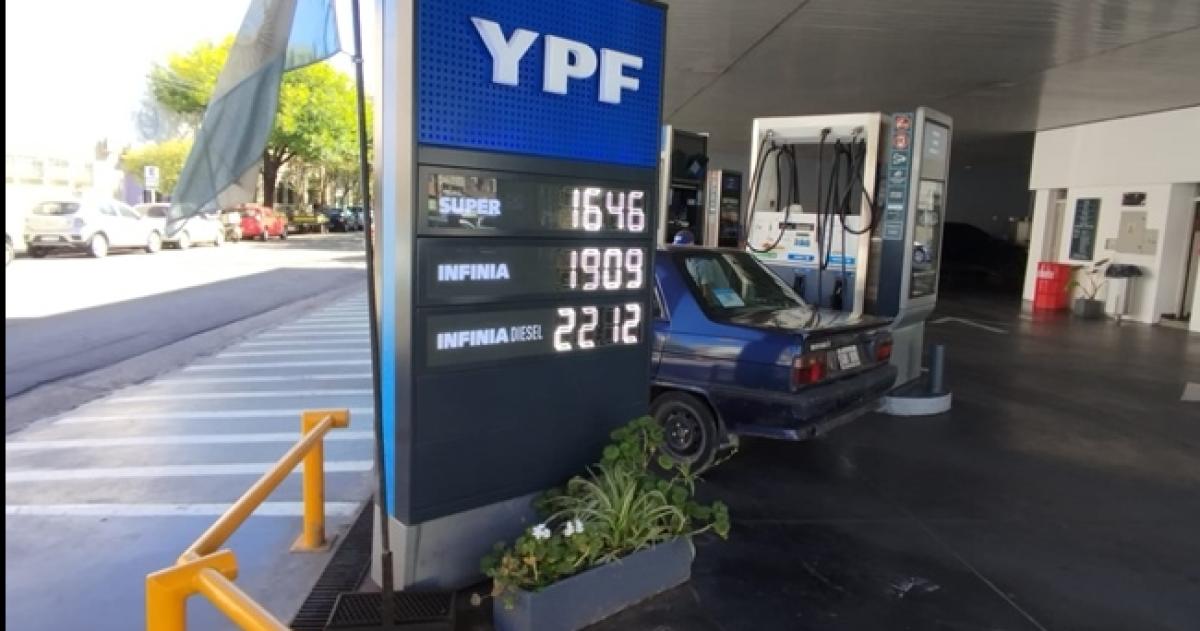 YPF
SUPER 1646
INFINIA 1909
INFINIA DIESEL 2212